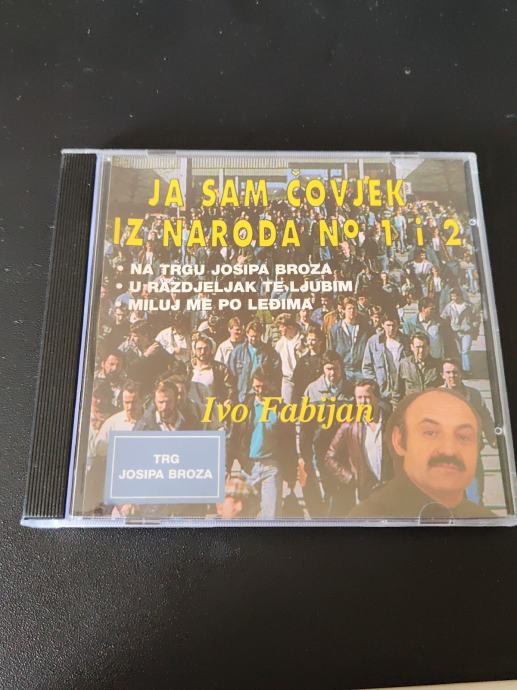 JA SAM ČOVJEK
IZ NARODA Nº 1 i 2
• NA TRGU JOSIPA BROZA
• U RAZDJELJAK TE LJUBIM
MILUJ ME PO LEĐIMA
Ivo Fabijan
TRG
JOSIPA BROZA